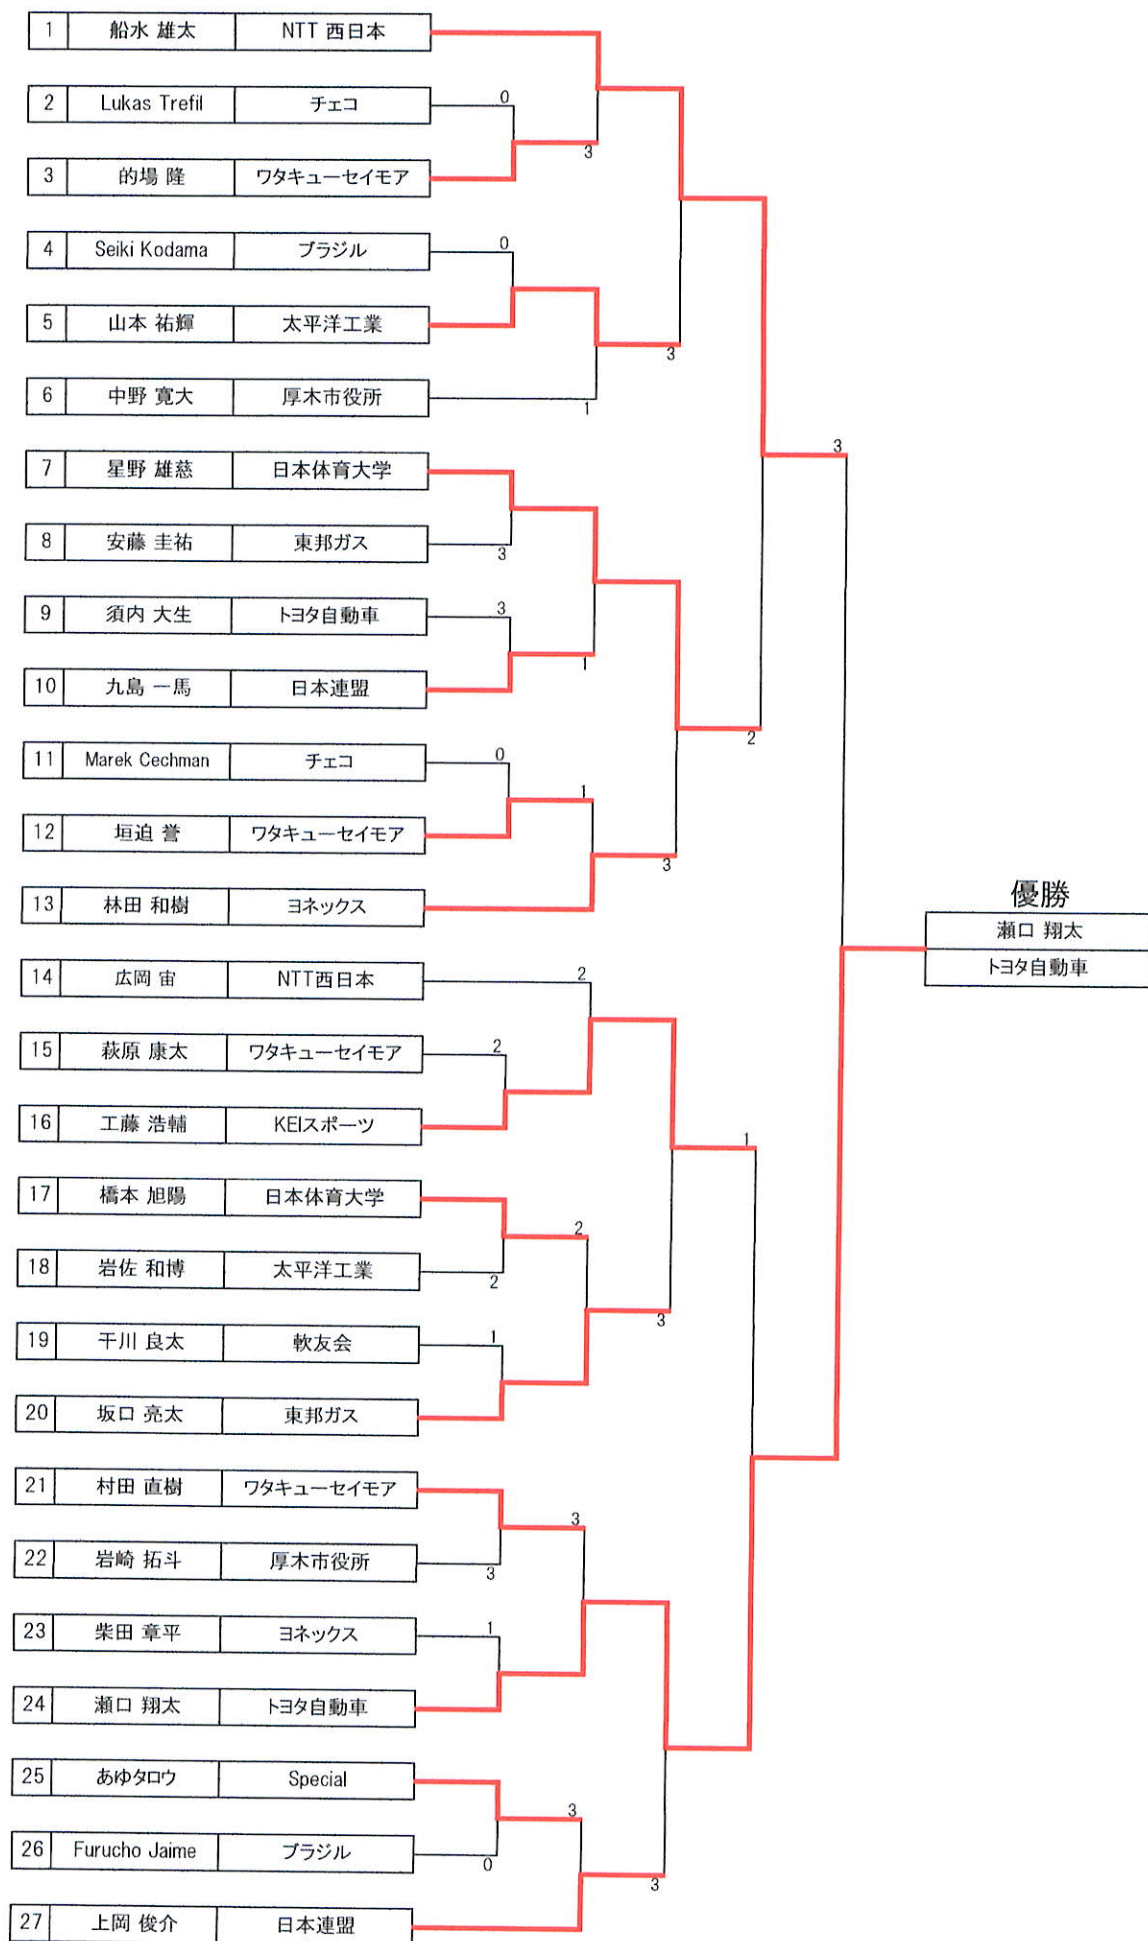 1 船水 雄太 NTT 西日本
2 Lukas Trefil チェコ 0
3
3 的場 隆 ワタキューセイモア
4 Seiki Kodama ブラジル 0
5 山本 祐輝 太平洋工業
3
6 中野 寛大 厚木市役所 1
3
7 星野 雄慈 日本体育大学
8 安藤 圭祐 東邦ガス 3
9 須内 大生 トヨタ自動車 3
1
10 九島 一馬 日本連盟
2
11 Marek Cechman チェコ 0
1
12 垣迫 誉 ワタキューセイモア
3
13 林田 和樹 ヨネックス
優勝
瀬口 翔太
トヨタ自動車
14 広岡 宙 NTT西日本 2
15 萩原 康太 ワタキューセイモア 2
16 工藤 浩輔 KEIスポーツ
1
17 橋本 旭陽 日本体育大学
2
18 岩佐 和博 太平洋工業 2
3
19 干川 良太 軟友会 1
20 坂口 亮太 東邦ガス
21 村田 直樹 ワタキューセイモア
3
22 岩崎 拓斗 厚木市役所 3
23 柴田 章平 ヨネックス 1
24 瀬口 翔太 トヨタ自動車
25 あゆタロウ Special
3
26 Furucho Jaime ブラジル 0
3
27 上岡 俊介 日本連盟